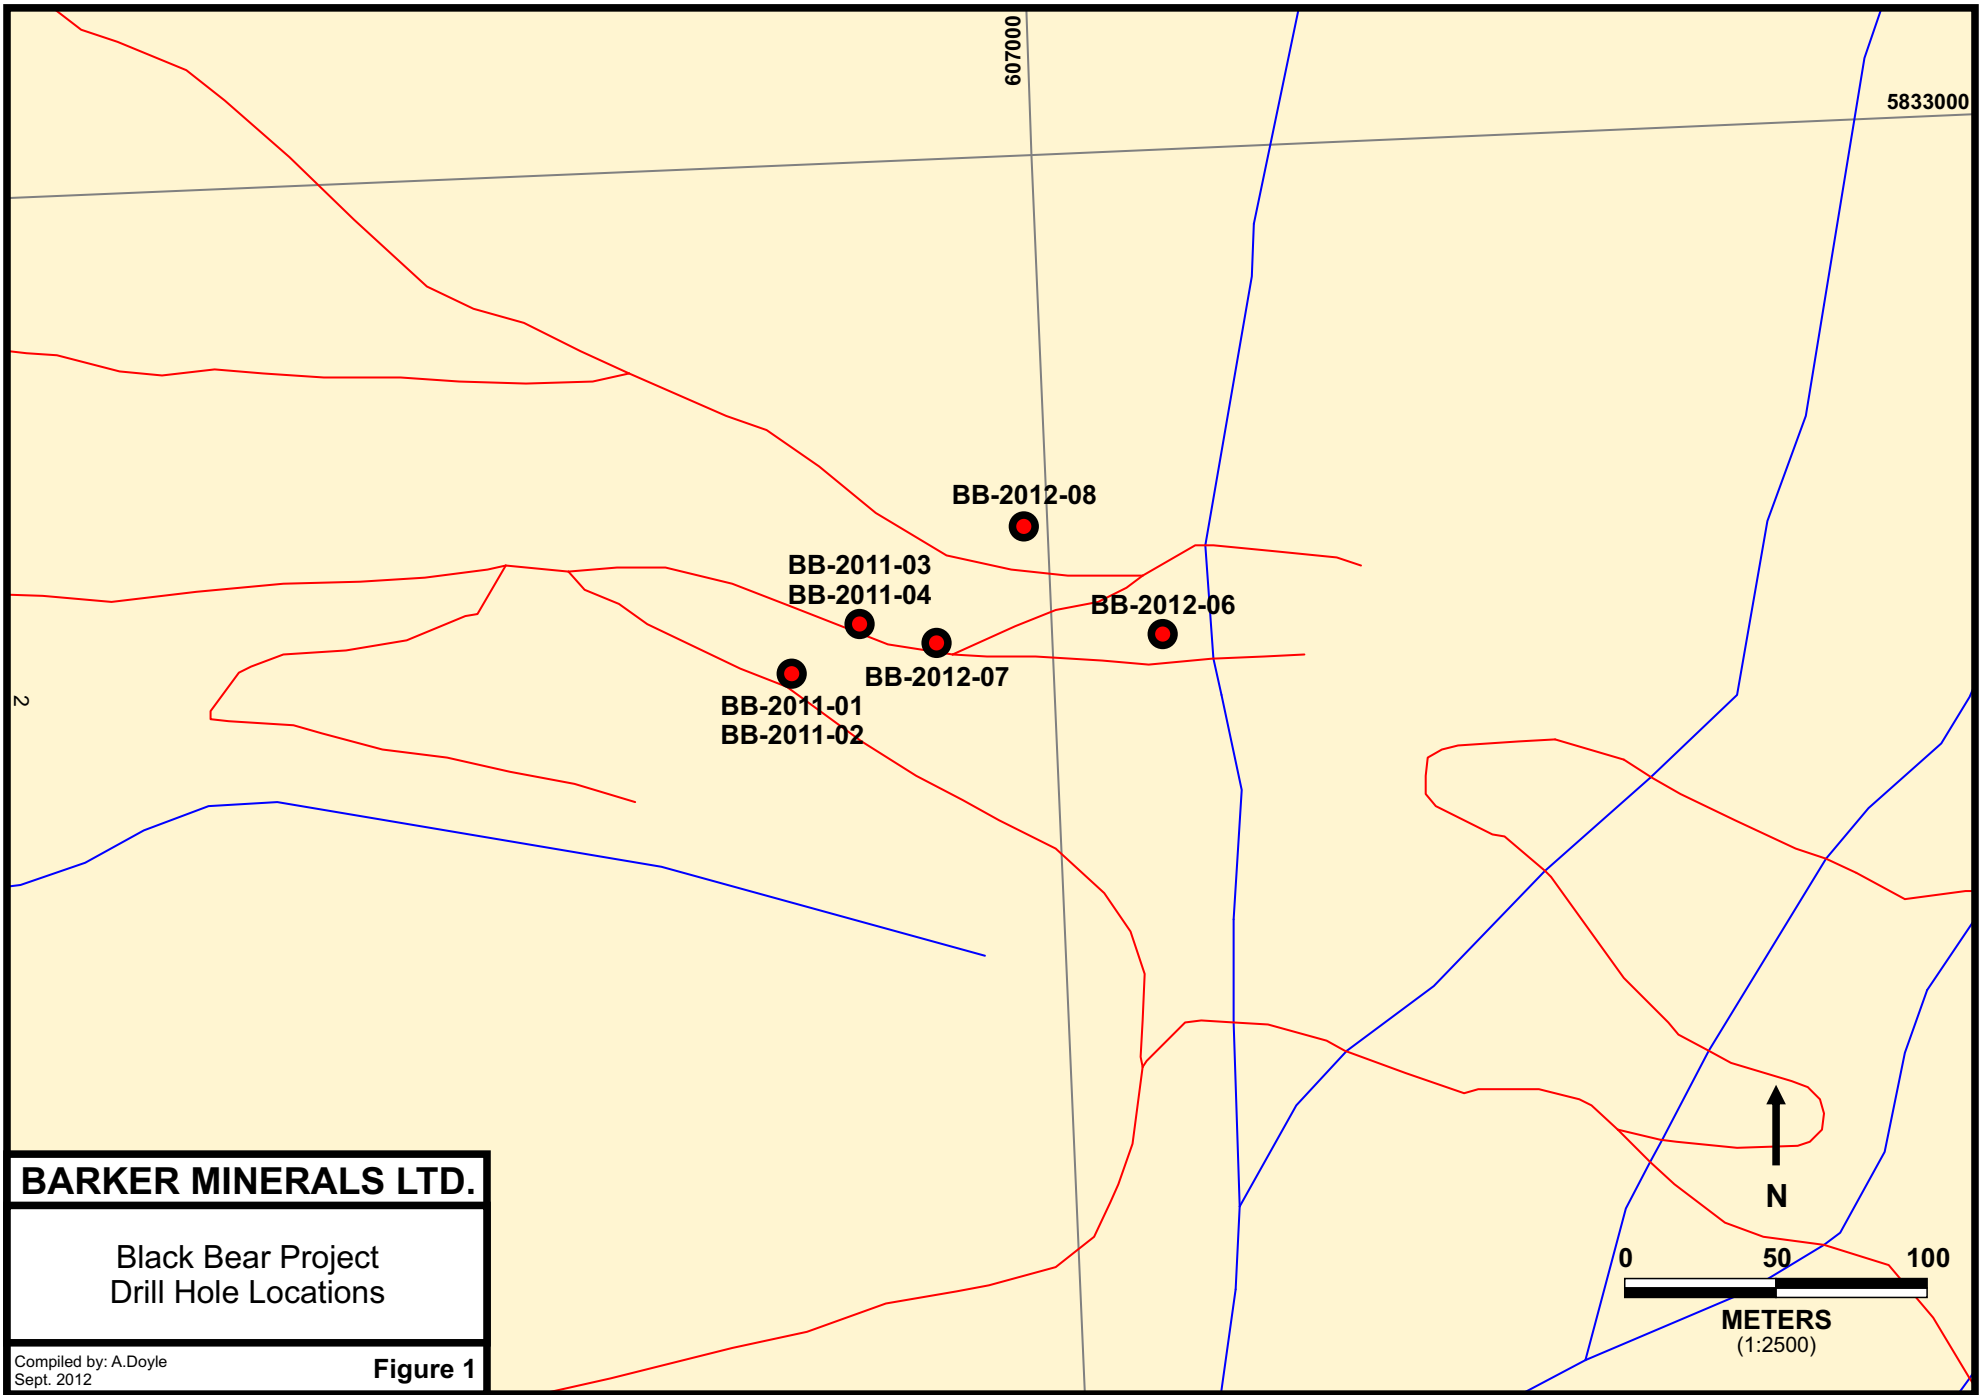 607000
5833000
BB-2012-08
BB-2011-03
BB-2011-04
BB-2012-06
BB-2012-07
BB-2011-01
BB-2011-02
2
BARKER MINERALS LTD.
Black Bear Project
Drill Hole Locations
Compiled by: A.Doyle
Sept. 2012
Figure 1
N
0 50 100
METERS
(1:2500)